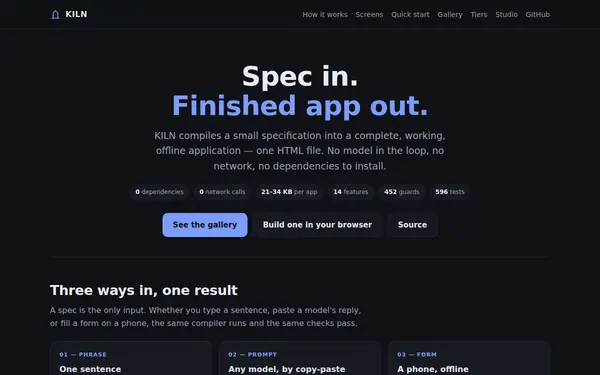 KILN
How it works Screens Quick start Gallery Tiers Studio GitHub
Spec in.
Finished app out.
KILN compiles a small specification into a complete, working,
offline application — one HTML file. No model in the loop, no
network, no dependencies to install.
0 dependencies 0 network calls 21–34 KB per app 14 features 452 guards 596 tests
See the gallery Build one in your browser Source
Three ways in, one result
A spec is the only input. Whether you type a sentence, paste a model's reply,
or fill a form on a phone, the same compiler runs and the same checks pass.
01 — PHRASE
One sentence
02 — PROMPT
Any model, by copy-paste
03 — FORM
A phone, offline